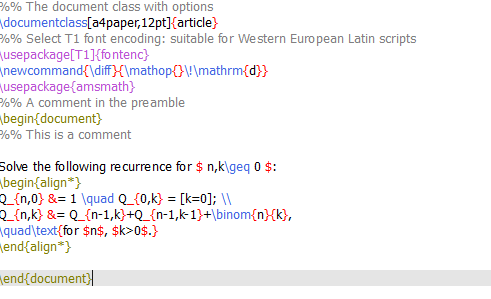 %% The document class with options
\documentclass[a4paper,12pt]{article}
%% Select T1 font encoding: suitable for Western European Latin scripts
\usepackage[T1]{fontenc}
\newcommand{\diff}{\mathop{}\!\mathrm{d}}
\usepackage{amsmath}
%% A comment in the preamble
\begin{document}
%% This is a comment
Solve the following recurrence for $ n,k\geq 0 $:
\begin{align*}
Q_{n,0} &= 1 \quad Q_{0,k} = [k=0]; \\
Q_{n,k} &= Q_{n-1,k}+Q_{n-1,k-1}+\binom{n}{k},
\quad\text{for $n$, $k>0$.}
\end{align*}
\end{document}